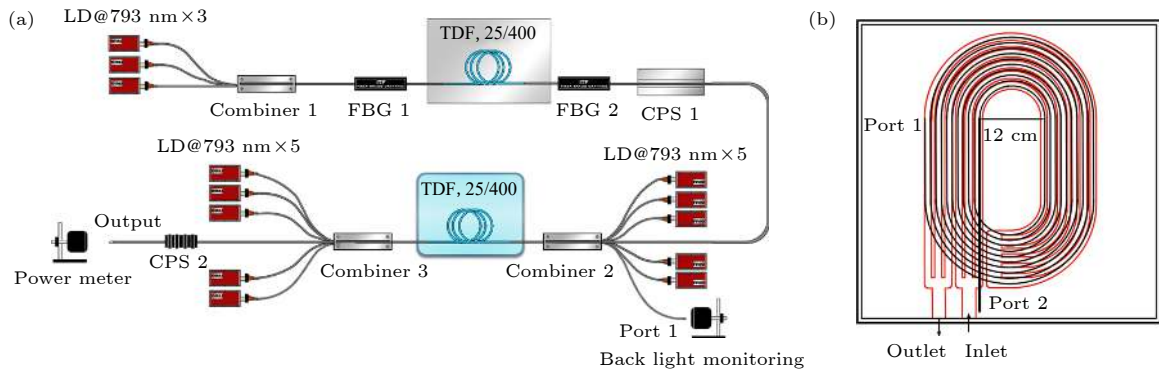 (a)
LD@793 nm×3
TDF, 25/400
Combiner 1
FBG 1
FBG 2
CPS 1
LD@793 nm×5
TDF, 25/400
LD@793 nm×5
Output
Power meter
CPS 2
Combiner 3
Combiner 2
Port 1
Back light monitoring
(b)
Port 1
12 cm
Port 2
Outlet
Inlet